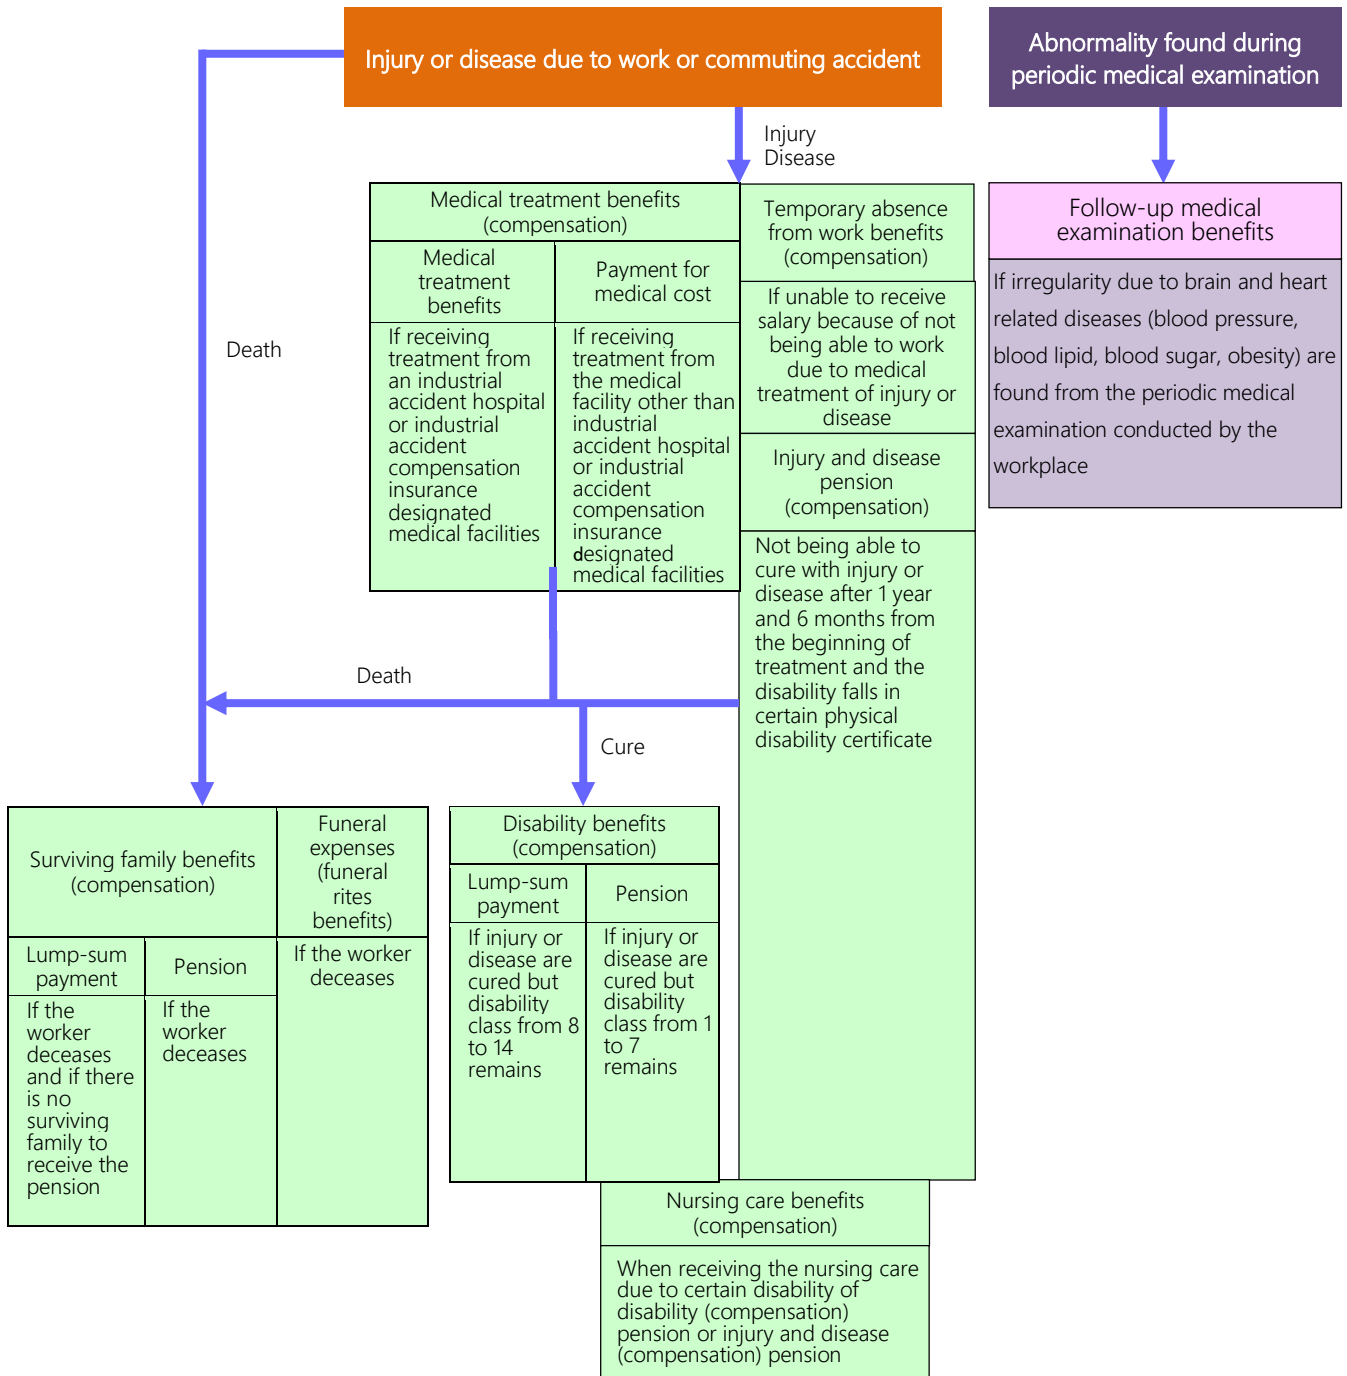 Injury or disease due to work or commuting accident
Abnormality found during
periodic medical examination
Injury
Disease
Death
Medical treatment benefits
(compensation)
Medical
treatment
benefits
If receiving
treatment from
an industrial
accident hospital
or industrial
accident
compensation
insurance
designated
medical facilities
Payment for
medical cost
If receiving
treatment from
the medical
facility other than
industrial
accident hospital
or industrial
accident
compensation
insurance
designated
medical facilities
Temporary absence
from work benefits
(compensation)
If unable to receive
salary because of not
being able to work
due to medical
treatment of injury or
disease
Injury and disease
pension
(compensation)
Not being able to
cure with injury or
disease after 1 year
and 6 months from
the beginning of
treatment and the
disability falls in
certain physical
disability certificate
Follow-up medical
examination benefits
If irregularity due to brain and heart
related diseases (blood pressure,
blood lipid, blood sugar, obesity) are
found from the periodic medical
examination conducted by the
workplace
Death
Cure
Surviving family benefits
(compensation)
Lump-sum
payment
If the
worker
deceases
and if there
is no
surviving
family to
receive the
pension
Pension
If the
worker
deceases
Funeral
expenses
(funeral
rites
benefits)
If the worker
deceases
Disability benefits
(compensation)
Lump-sum
payment
If injury or
disease are
cured but
disability
class from 8
to 14
remains
Pension
If injury or
disease are
cured but
disability
class from 1
to 7
remains
Nursing care benefits
(compensation)
When receiving the nursing care
due to certain disability of
disability (compensation)
pension or injury and disease
(compensation) pension